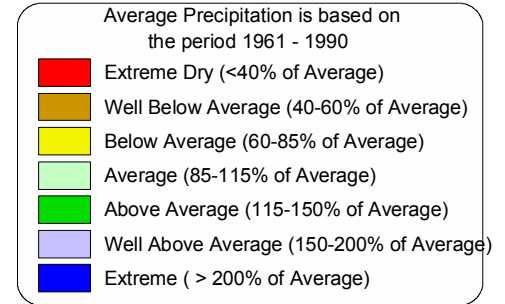 Average Precipitation is based on
the period 1961 - 1990
Extreme Dry (<40% of Average)
Well Below Average (40-60% of Average)
Below Average (60-85% of Average)
Average (85-115% of Average)
Above Average (115-150% of Average)
Well Above Average (150-200% of Average)
Extreme ( > 200% of Average)